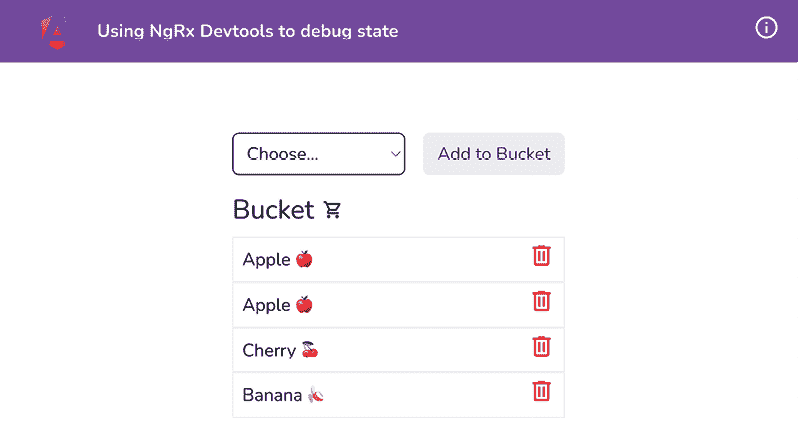 Using NgRx Devtools to debug state
Choose...
Add to Bucket
Bucket
Apple 🍎
Apple 🍎
Cherry 🍒
Banana 🍌